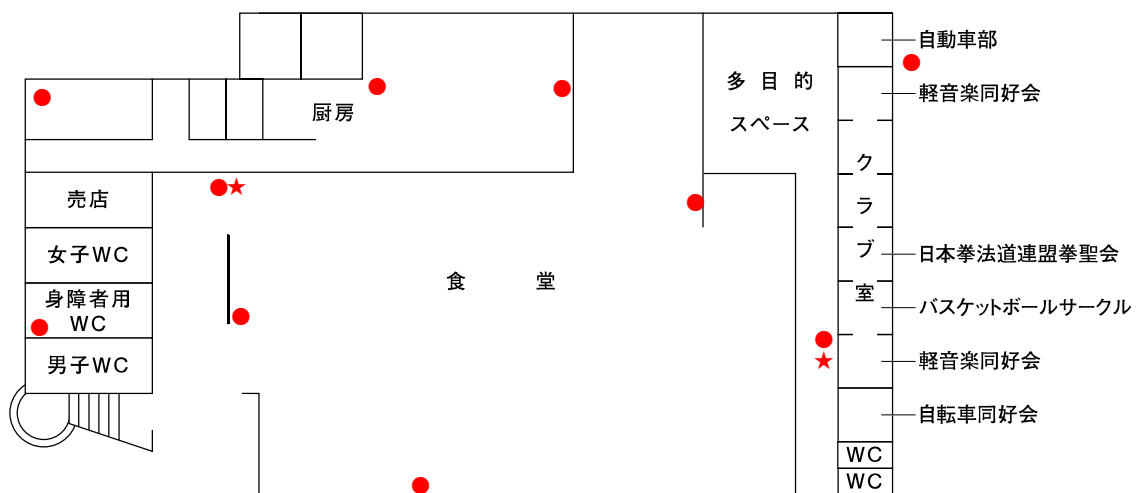 自動車部
軽音楽同好会
多目的
スペース
厨房
クラブ室
売店
女子WC
身障者用
WC
男子WC
食堂
日本拳法道連盟拳聖会
バスケットボールサークル
軽音楽同好会
自転車同好会
WC
WC